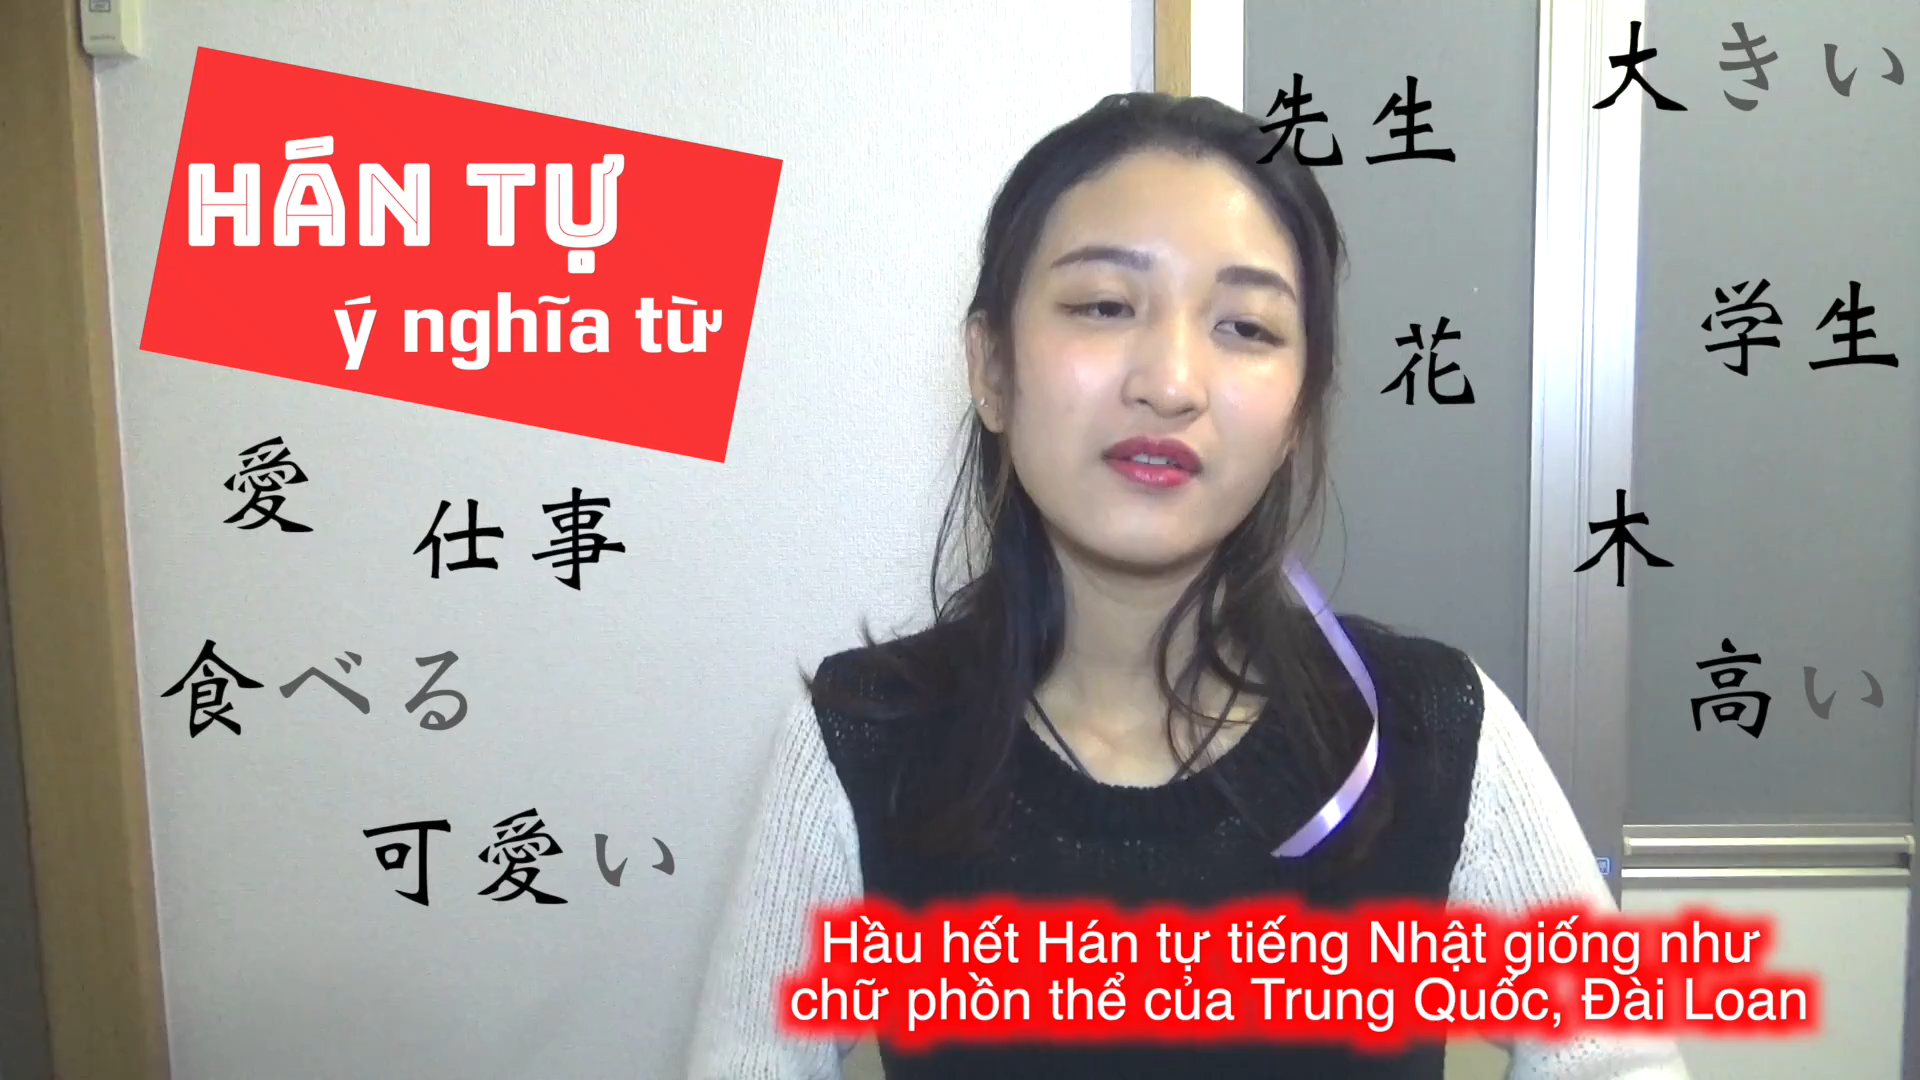 HÁN TỰ
ý nghĩa từ
先生
大きい
花
学生
愛
仕事
木
食べる
高い
可愛い
Hầu hết Hán tự tiếng Nhật giống như
chữ phồn thể của Trung Quốc, Đài Loan